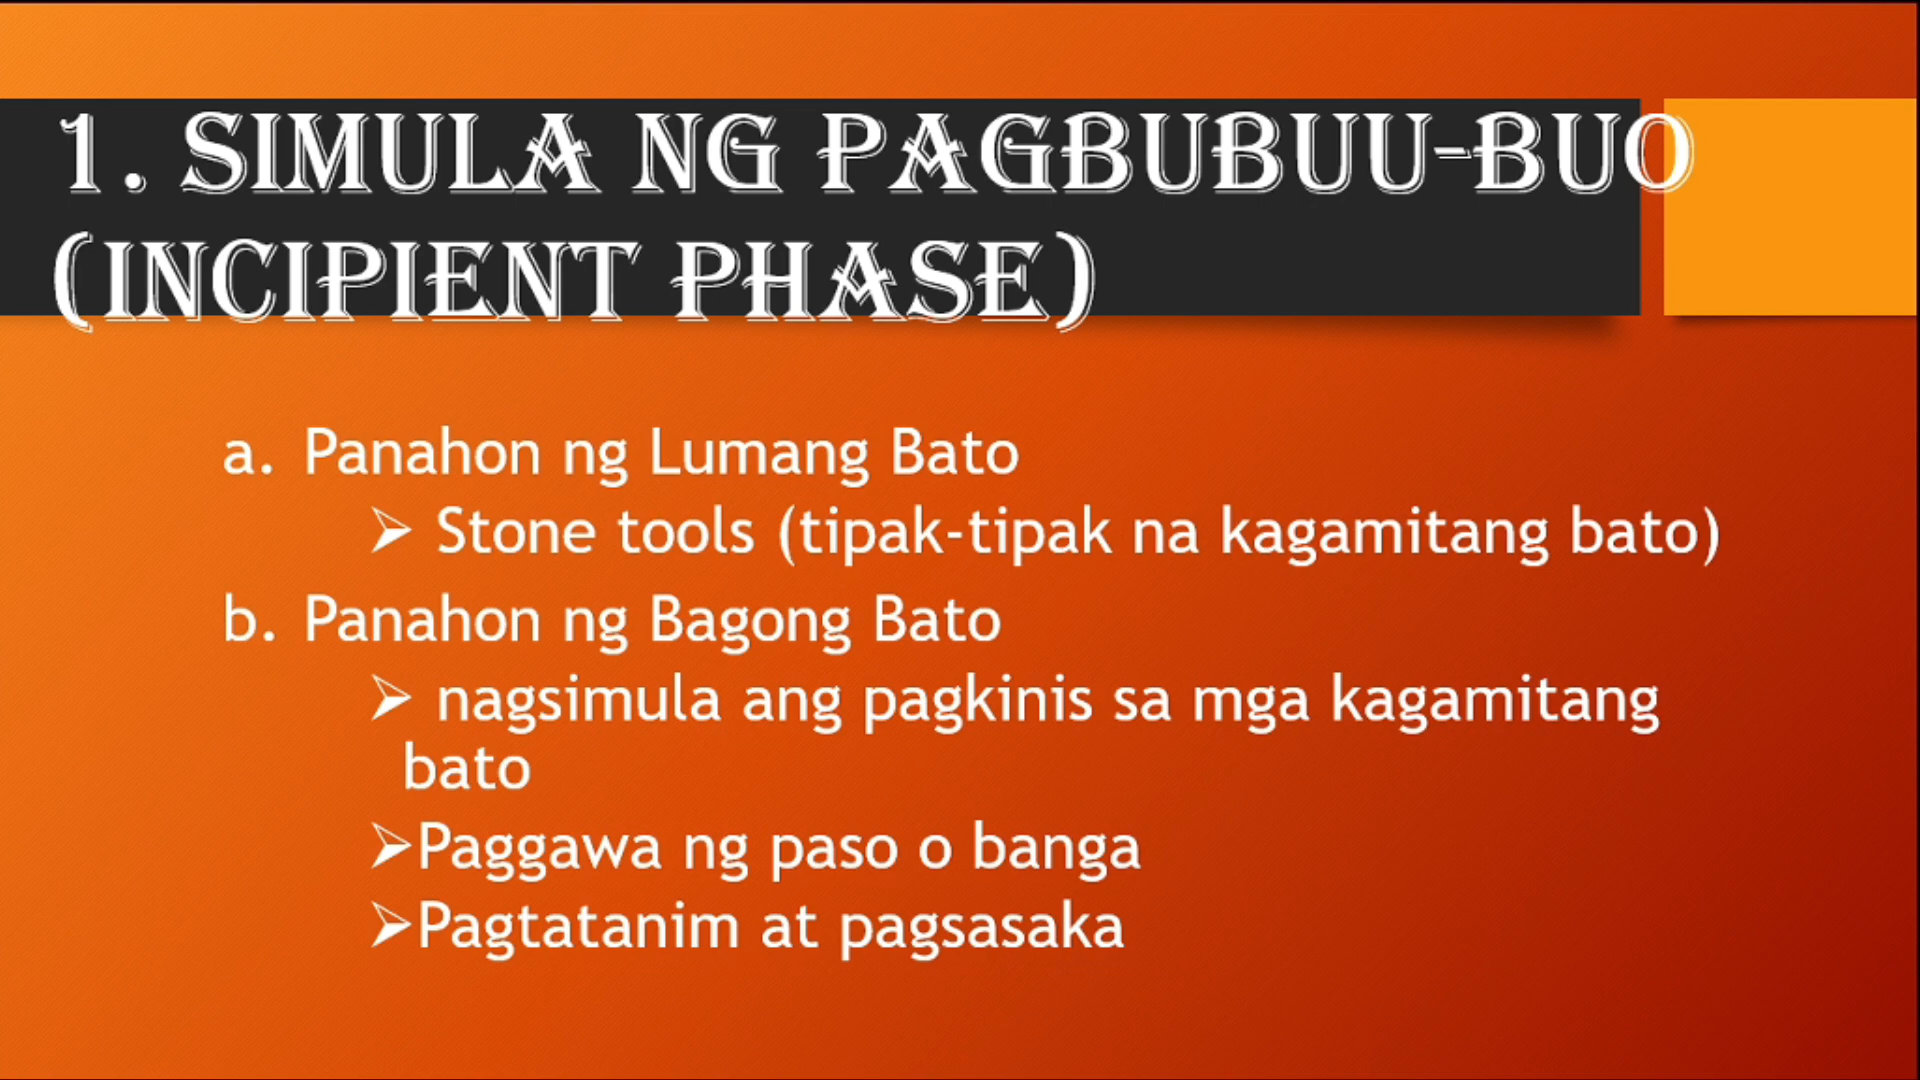 1. SIMULA NG PAGBUBUU-BUO
(INCIPIENT PHASE)
a. Panahon ng Lumang Bato
➢ Stone tools (tipak-tipak na kagamitang bato)
b. Panahon ng Bagong Bato
➢ nagsimula ang pagkinis sa mga kagamitang
bato
➢Paggawa ng paso o banga
➢Pagtatanim at pagsasaka